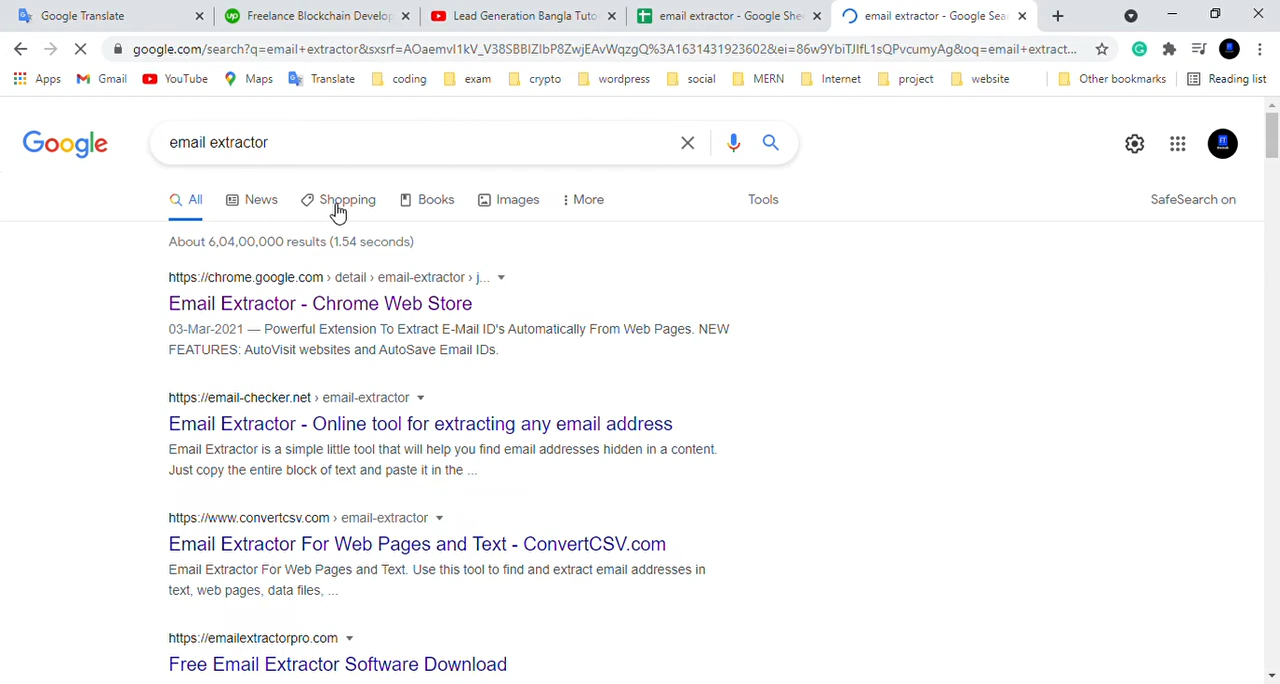 Google Translate
Freelance Blockchain Develop
Lead Generation Bangla Tuto
email extractor - Google She
email extractor - Google Sea
google.com/search?q=email+extractor&sxsrf=AOaemvI1kV_V38SBBIZIbP8ZwjEAvWqzgQ%3A1631431923602&ei=86w9YbiTJIfL1sQPvcumyAg&oq=email+extract...
Apps Gmail YouTube Maps Translate coding exam crypto wordpress social MERN Internet project website Other bookmarks Reading list
Google
email extractor
All News Shopping Books Images More Tools SafeSearch on
About 6,04,00,000 results (1.54 seconds)
https://chrome.google.com › detail › email-extractor › j...
Email Extractor - Chrome Web Store
03-Mar-2021 — Powerful Extension To Extract E-Mail ID's Automatically From Web Pages. NEW
FEATURES: AutoVisit websites and AutoSave Email IDs.
https://email-checker.net › email-extractor
Email Extractor - Online tool for extracting any email address
Email Extractor is a simple little tool that will help you find email addresses hidden in a content.
Just copy the entire block of text and paste it in the ...
https://www.convertcsv.com › email-extractor
Email Extractor For Web Pages and Text - ConvertCSV.com
Email Extractor For Web Pages and Text. Use this tool to find and extract email addresses in
text, web pages, data files, ...
https://emailextractorpro.com
Free Email Extractor Software Download